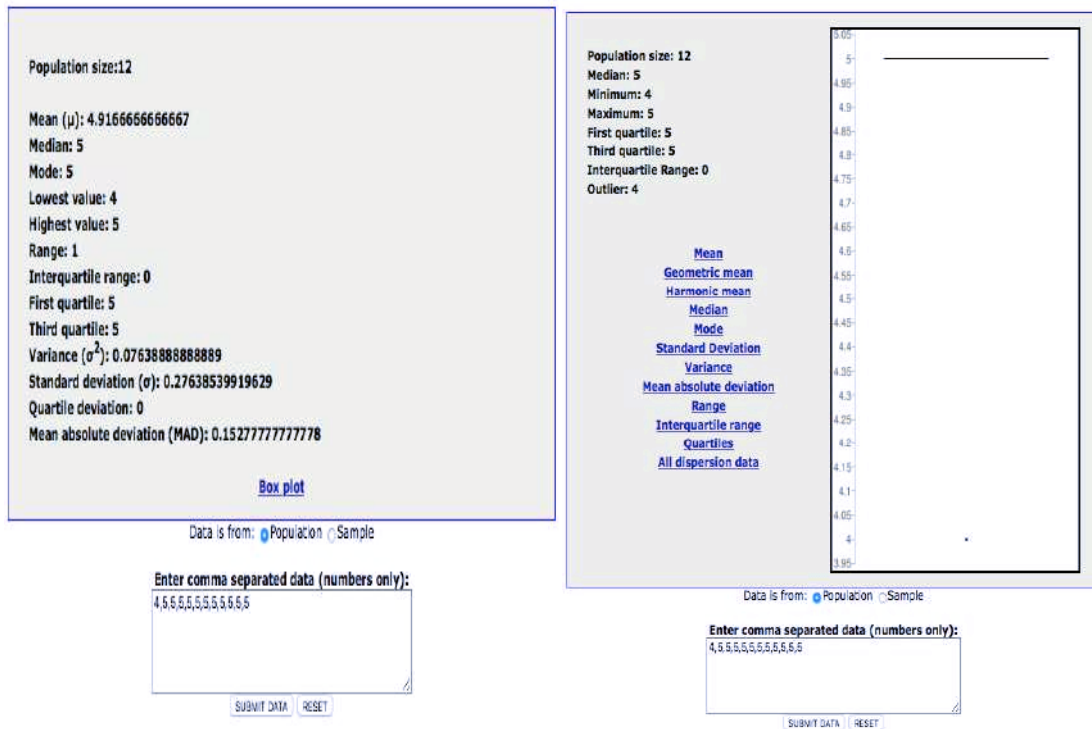 Population size:12
Mean (μ): 4.9166666666667
Median: 5
Mode: 5
Lowest value: 4
Highest value: 5
Range: 1
Interquartile range: 0
First quartile: 5
Third quartile: 5
Variance (σ²): 0.07638888888889
Standard deviation (σ): 0.27638539919629
Quartile deviation: 0
Mean absolute deviation (MAD): 0.15277777777778
Box plot
Data is from: Population Sample
Enter comma separated data (numbers only):
4,5,5,5,5,5,5,5,5,5,5,5
SUBMIT DATA RESET
Population size: 12
Median: 5
Minimum: 4
Maximum: 5
First quartile: 5
Third quartile: 5
Interquartile Range: 0
Outlier: 4
Mean
Geometric mean
Harmonic mean
Median
Mode
Standard Deviation
Variance
Mean absolute deviation
Range
Interquartile range
Quartiles
All dispersion data
5.05
5
4.95
4.9
4.85
4.8
4.75
4.7
4.65
4.6
4.55
4.5
4.45
4.4
4.35
4.3
4.25
4.2
4.15
4.1
4.05
4
3.95
Data is from: Population Sample
Enter comma separated data (numbers only):
4,5,5,5,5,5,5,5,5,5,5,5
SUBMIT DATA RESET